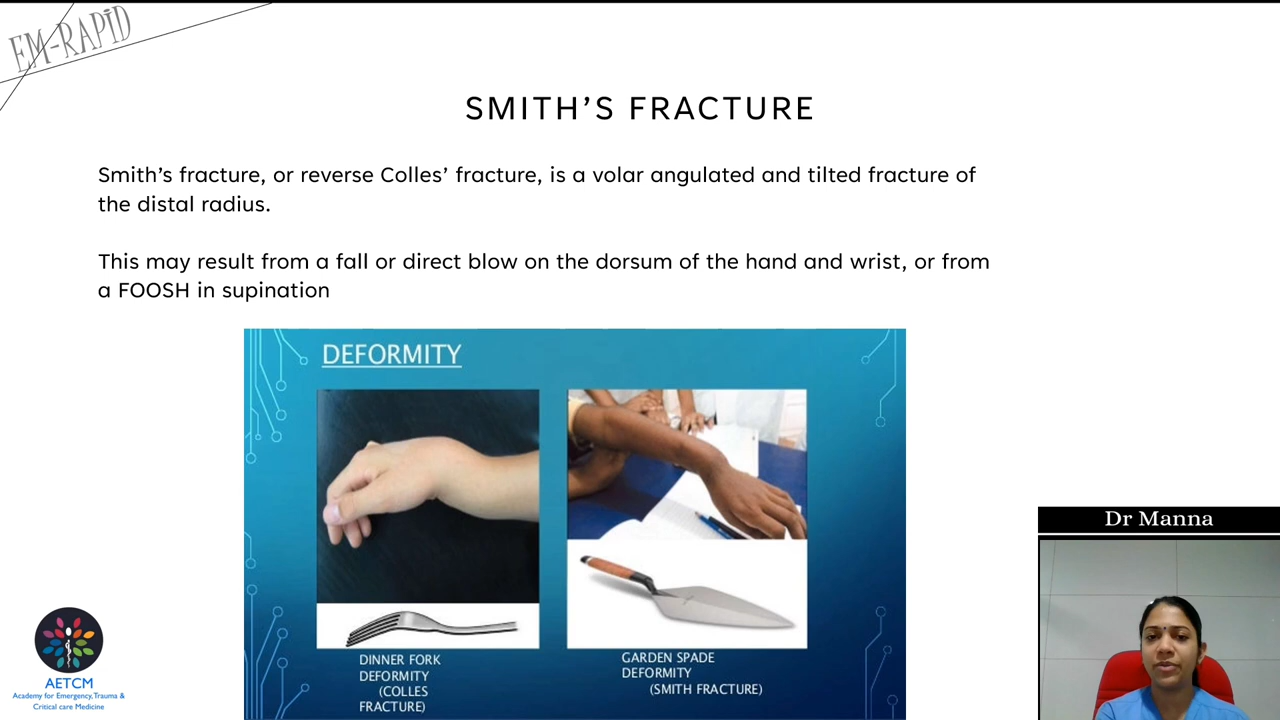 EM-RAPID
SMITH'S FRACTURE
Smith's fracture, or reverse Colles' fracture, is a volar angulated and tilted fracture of
the distal radius.
This may result from a fall or direct blow on the dorsum of the hand and wrist, or from
a FOOSH in supination
DEFORMITY
DINNER FORK
DEFORMITY
(COLLES
FRACTURE)
GARDEN SPADE
DEFORMITY
(SMITH FRACTURE)
Dr Manna
AETCM
Academy for Emergency,Trauma &
Critical care Medicine